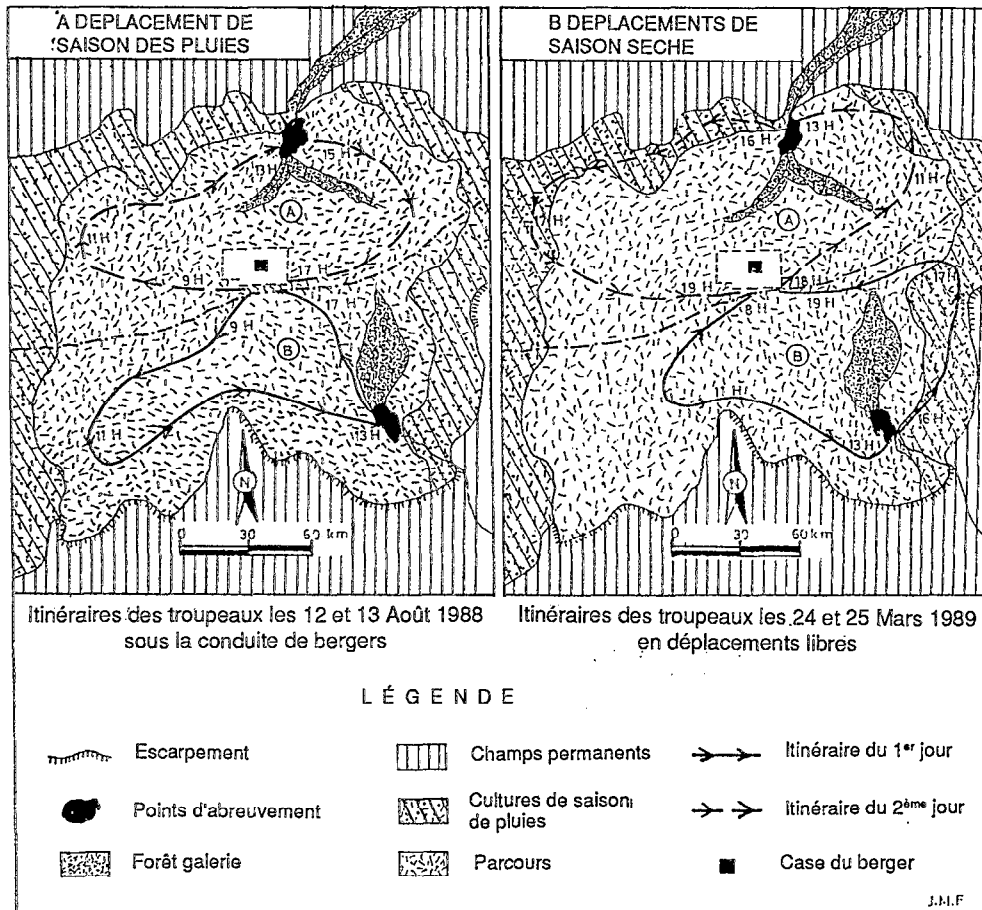 A DEPLACEMENT DE
SAISON DES PLUIES
13 H
15 H
A
11 H
9 H
17 H
17 H
9 H
B
11 H
13 H
N
0 30 60 km
Itinéraires des troupeaux les 12 et 13 Août 1988
sous la conduite de bergers
B DEPLACEMENTS DE
SAISON SECHE
16 H
13 H
11 H
A
H
19 H
18 H
19 H
17 H
8 H
B
11 H
13 H
16 H
N
0 30 60 km
Itinéraires des troupeaux les 24 et 25 Mars 1989
en déplacements libres
LÉGENDE
Escarpement
Champs permanents
Itinéraire du 1er jour
Points d'abreuvement
Cultures de saison
de pluies
Itinéraire du 2ème jour
Forêt galerie
Parcours
Case du berger
J.M.F